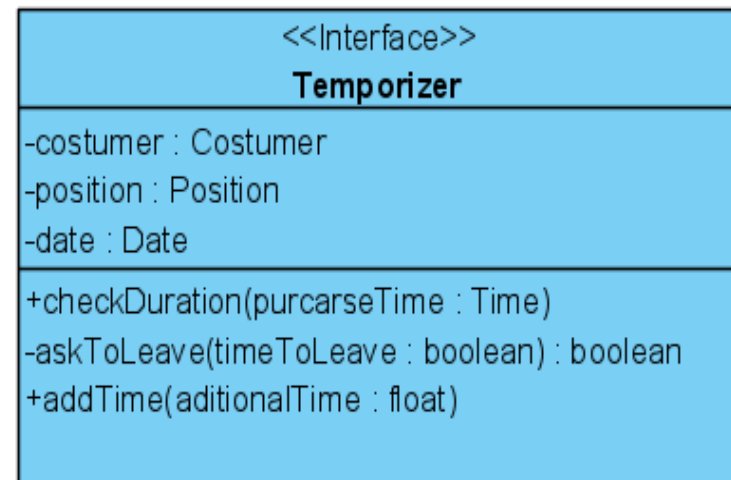 <<Interface>>
Temporizer
-costumer : Costumer
-position : Position
-date : Date
+checkDuration(purcarseTime : Time)
-askToLeave(timeToLeave : boolean) : boolean
+addTime(aditionalTime : float)